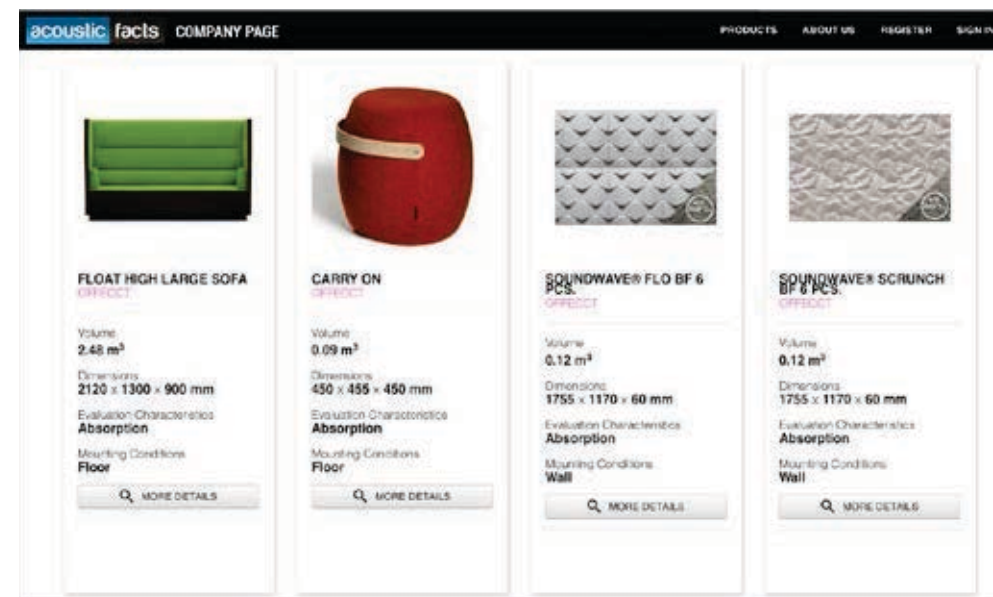 acoustic facts COMPANY PAGE
PRODUCTS ABOUT US REGISTER SIGN IN
FLOAT HIGH LARGE SOFA
OFFECCT
Volume
2.48 m³
Dimensions
2120 x 1300 x 900 mm
Evaluation Characteristics
Absorption
Mounting Conditions
Floor
MORE DETAILS
CARRY ON
OFFECCT
Volume
0.09 m³
Dimensions
450 x 455 x 450 mm
Evaluation Characteristics
Absorption
Mounting Conditions
Floor
MORE DETAILS
SOUNDWAVE® FLO BF 6
PCS.
OFFECCT
Volume
0.12 m³
Dimensions
1755 x 1170 x 60 mm
Evaluation Characteristics
Absorption
Mounting Conditions
Wall
MORE DETAILS
SOUNDWAVE® SCRUNCH
BF 6 PCS.
OFFECCT
Volume
0.12 m³
Dimensions
1755 x 1170 x 60 mm
Evaluation Characteristics
Absorption
Mounting Conditions
Wall
MORE DETAILS